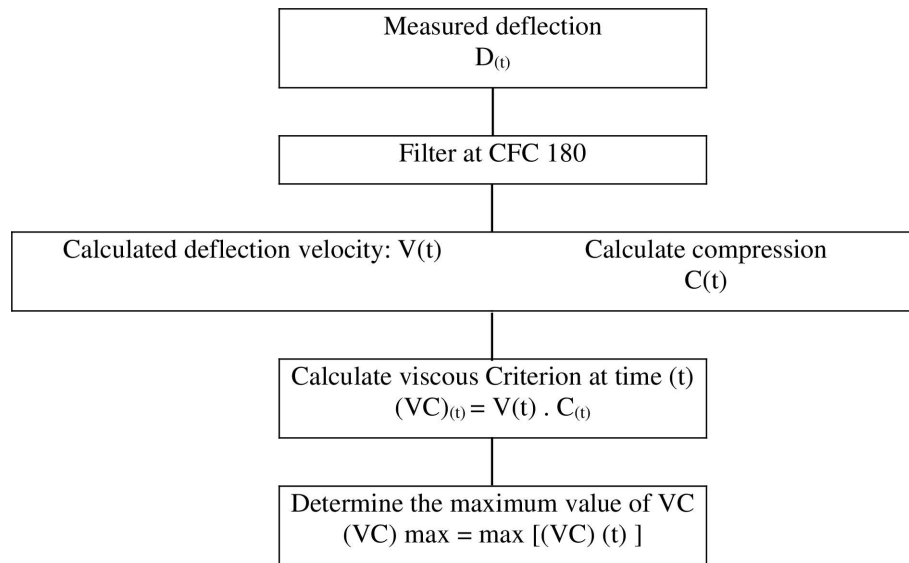 Measured deflection
D(t)
Filter at CFC 180
Calculated deflection velocity: V(t)
Calculate compression
C(t)
Calculate viscous Criterion at time (t)
(VC)(t) = V(t) . C(t)
Determine the maximum value of VC
(VC) max = max [(VC) (t) ]